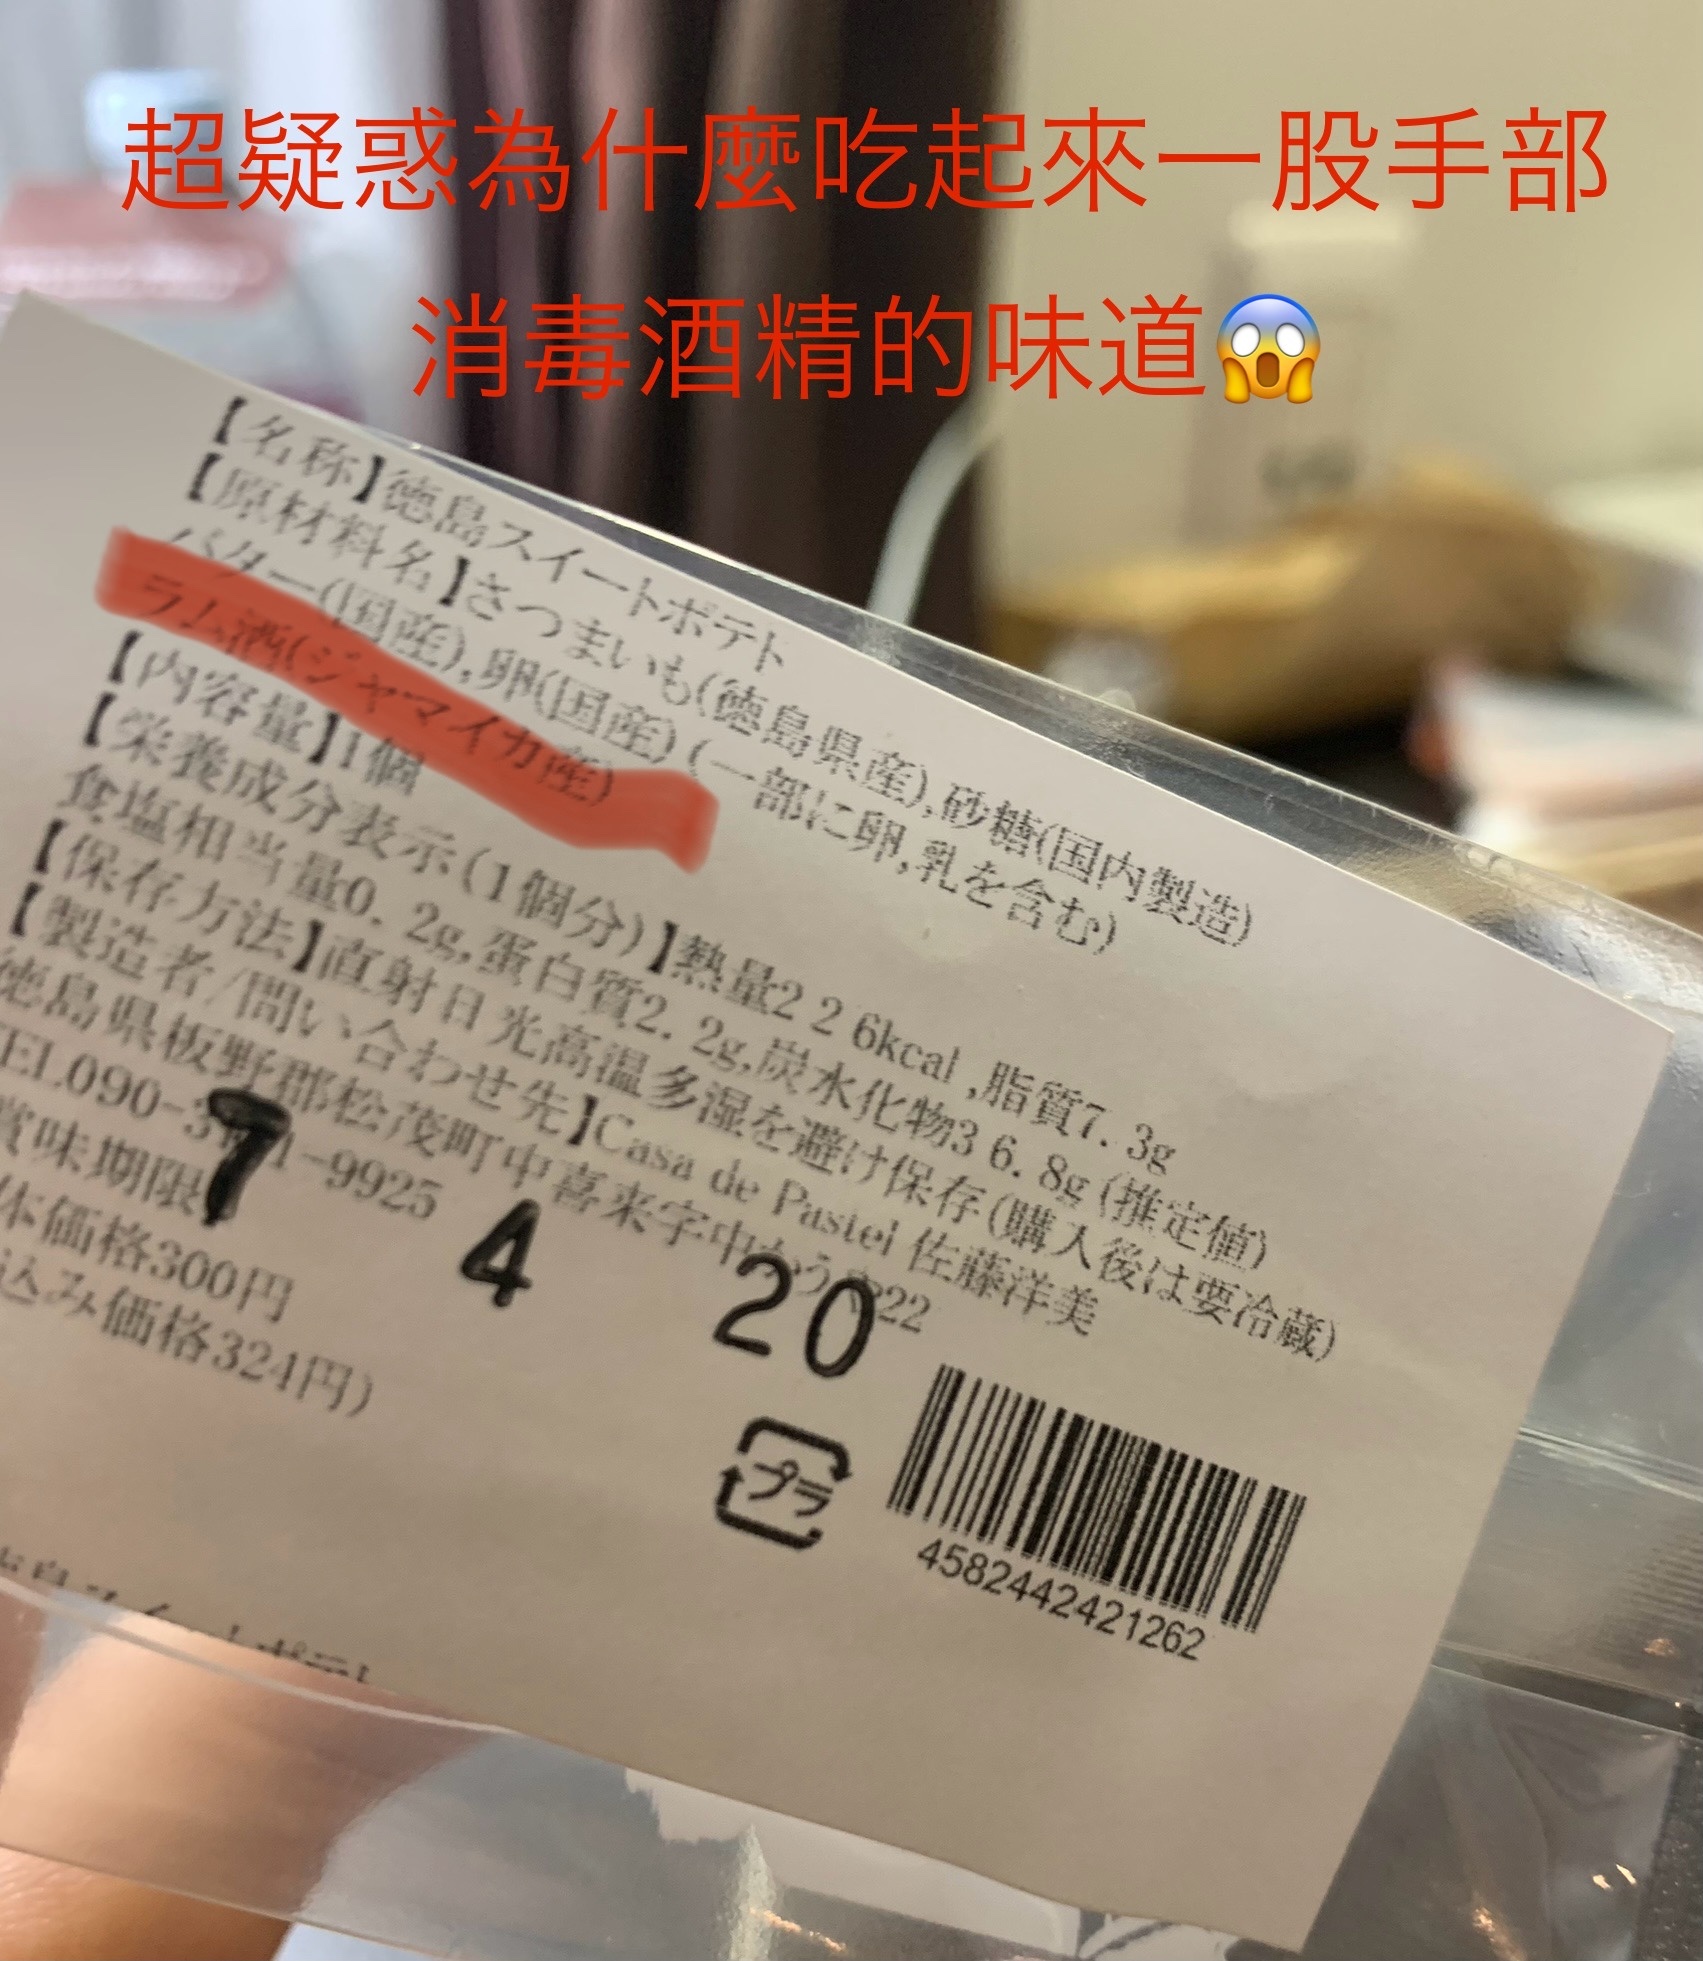 超疑惑為什麼吃起來一股手部
消毒酒精的味道😱
【名称】徳島スイートポテト
【原材料名】さつまいも(徳島県産),砂糖(国内製造)
バター(国産),卵(国産)(一部に卵,乳を含む)
ラム酒(ジャマイカ産)
【内容量】1個
【栄養成分表示(1個分)】熱量226kcal,脂質7.3g
食塩相当量0.2g,蛋白質2.2g,炭水化物36.8g(推定値)
【保存方法】直射日光高温多湿を避け保存(購入後は要冷蔵)
【製造者/問い合わせ先】Casa de Pastel 佐藤洋美
徳島県板野郡松茂町中喜来字中かうや22
EL090-3 1-9925
賞味期限 7 4 20
体価格300円
込み価格324円)
プラ
4582442421262